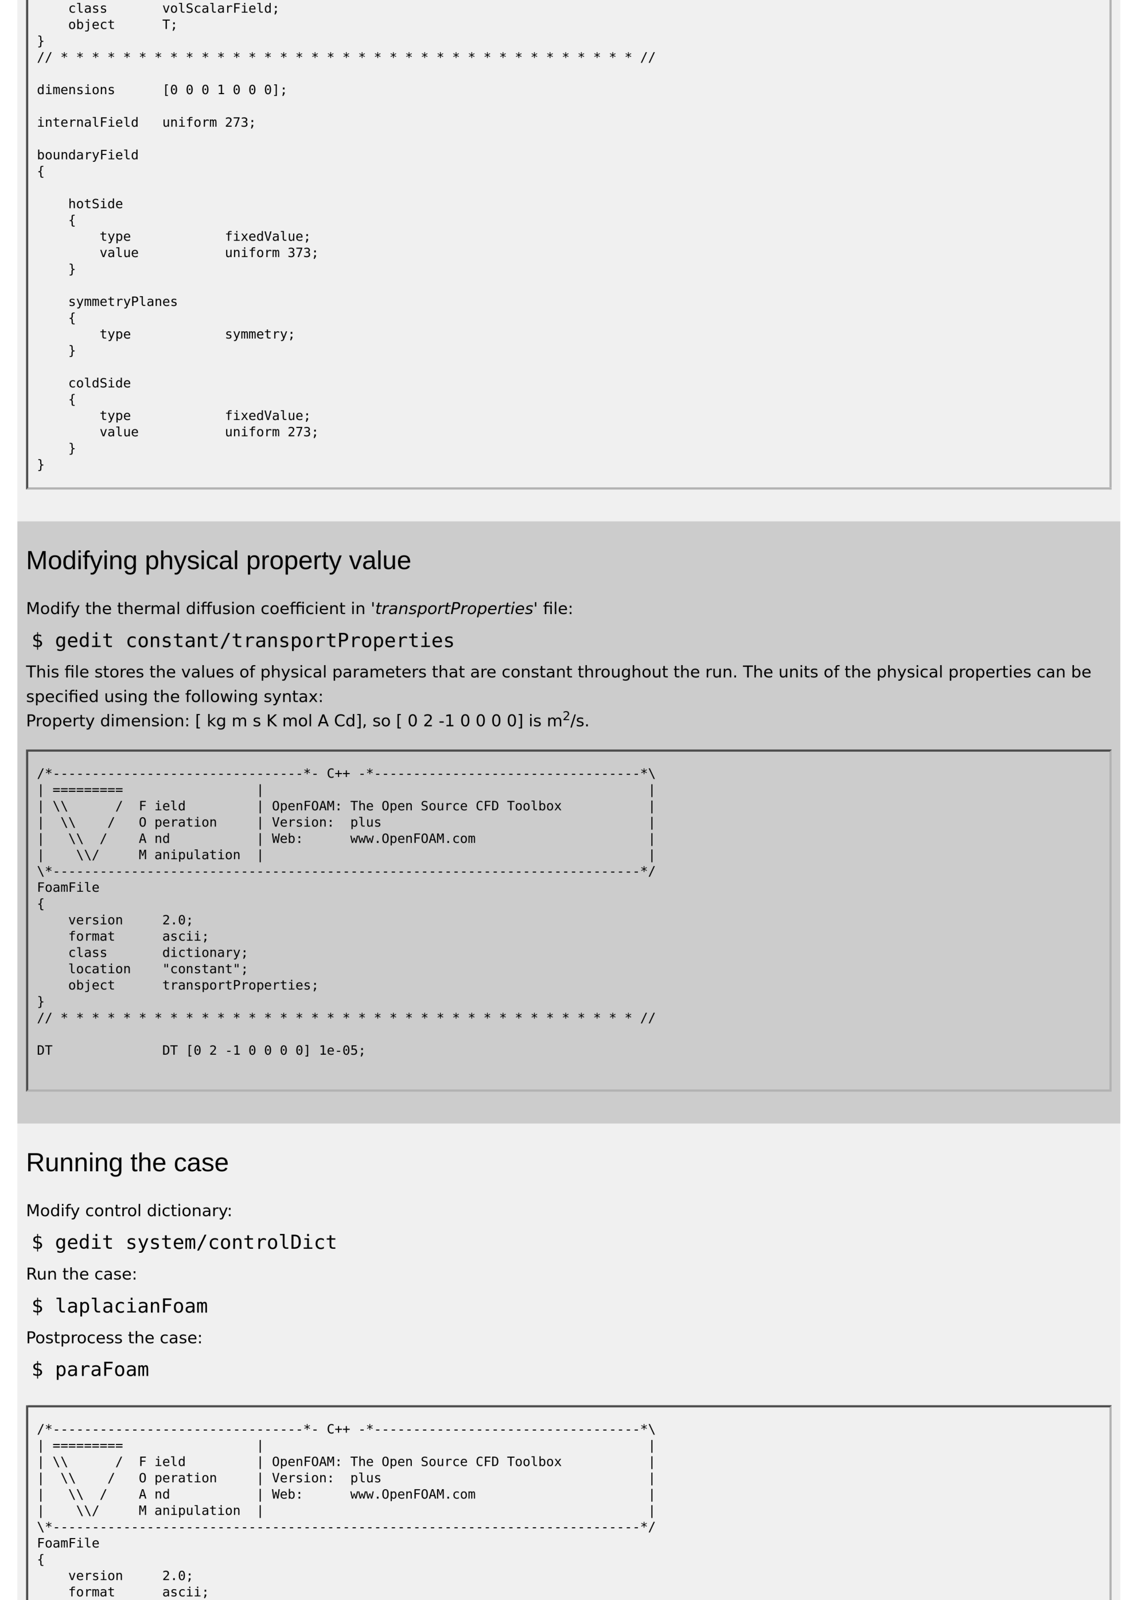 class       volScalarField;
    object      T;
}
// * * * * * * * * * * * * * * * * * * * * * * * * * * * * * * * * * * * * * //

dimensions      [0 0 0 1 0 0 0];

internalField   uniform 273;

boundaryField
{

    hotSide
    {
        type            fixedValue;
        value           uniform 373;
    }

    symmetryPlanes
    {
        type            symmetry;
    }

    coldSide
    {
        type            fixedValue;
        value           uniform 273;
    }
}

Modifying physical property value
Modify the thermal diffusion coefficient in 'transportProperties' file:
$ gedit constant/transportProperties
This file stores the values of physical parameters that are constant throughout the run. The units of the physical properties can be
specified using the following syntax:
Property dimension: [ kg m s K mol A Cd], so [ 0 2 -1 0 0 0 0] is m²/s.

/*--------------------------------*- C++ -*----------------------------------*\
| =========                 |                                                 |
| \\      /  F ield         | OpenFOAM: The Open Source CFD Toolbox           |
|  \\    /   O peration     | Version:  plus                                  |
|   \\  /    A nd           | Web:      www.OpenFOAM.com                      |
|    \\/     M anipulation  |                                                 |
\*---------------------------------------------------------------------------*/
FoamFile
{
    version     2.0;
    format      ascii;
    class       dictionary;
    location    "constant";
    object      transportProperties;
}
// * * * * * * * * * * * * * * * * * * * * * * * * * * * * * * * * * * * * * //

DT              DT [0 2 -1 0 0 0 0] 1e-05;

Running the case
Modify control dictionary:
$ gedit system/controlDict
Run the case:
$ laplacianFoam
Postprocess the case:
$ paraFoam

/*--------------------------------*- C++ -*----------------------------------*\
| =========                 |                                                 |
| \\      /  F ield         | OpenFOAM: The Open Source CFD Toolbox           |
|  \\    /   O peration     | Version:  plus                                  |
|   \\  /    A nd           | Web:      www.OpenFOAM.com                      |
|    \\/     M anipulation  |                                                 |
\*---------------------------------------------------------------------------*/
FoamFile
{
    version     2.0;
    format      ascii;